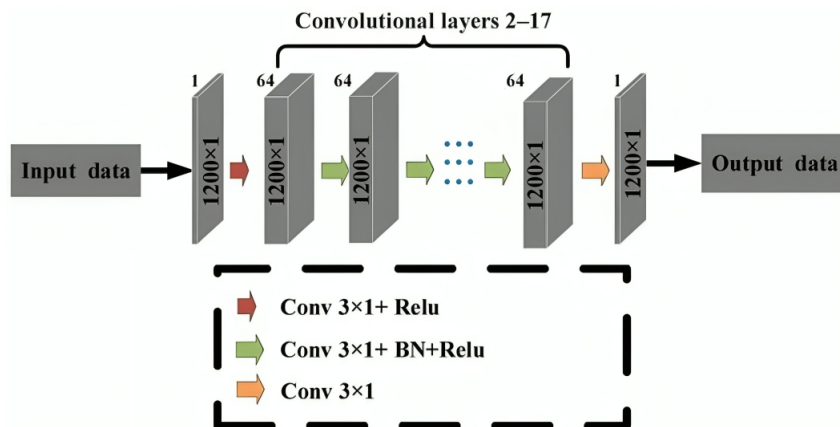 Convolutional layers 2–17
1
64
64
64
1
Input data
1200×1
1200×1
1200×1
1200×1
1200×1
Output data
Conv 3×1+ Relu
Conv 3×1+ BN+Relu
Conv 3×1